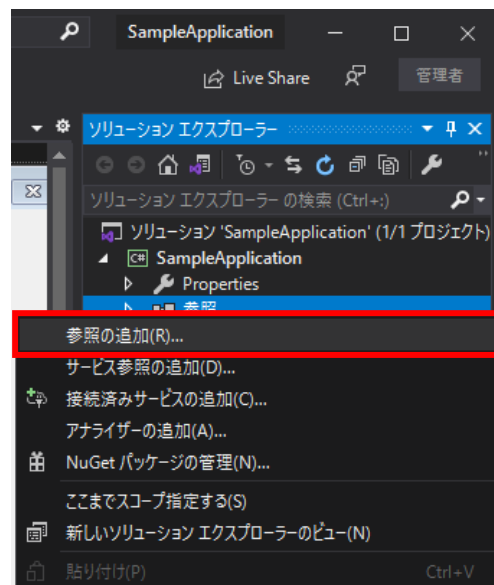 SampleApplication
Live Share
管理者
ソリューション エクスプローラー
ソリューション エクスプローラー の検索 (Ctrl+:)
ソリューション 'SampleApplication' (1/1 プロジェクト)
C# SampleApplication
Properties
参照
参照の追加(R)...
サービス参照の追加(D)...
接続済みサービスの追加(C)...
アナライザーの追加(A)...
NuGet パッケージの管理(N)...
ここまでスコープ指定する(S)
新しいソリューション エクスプローラーのビュー(N)
貼り付け(P) Ctrl+V